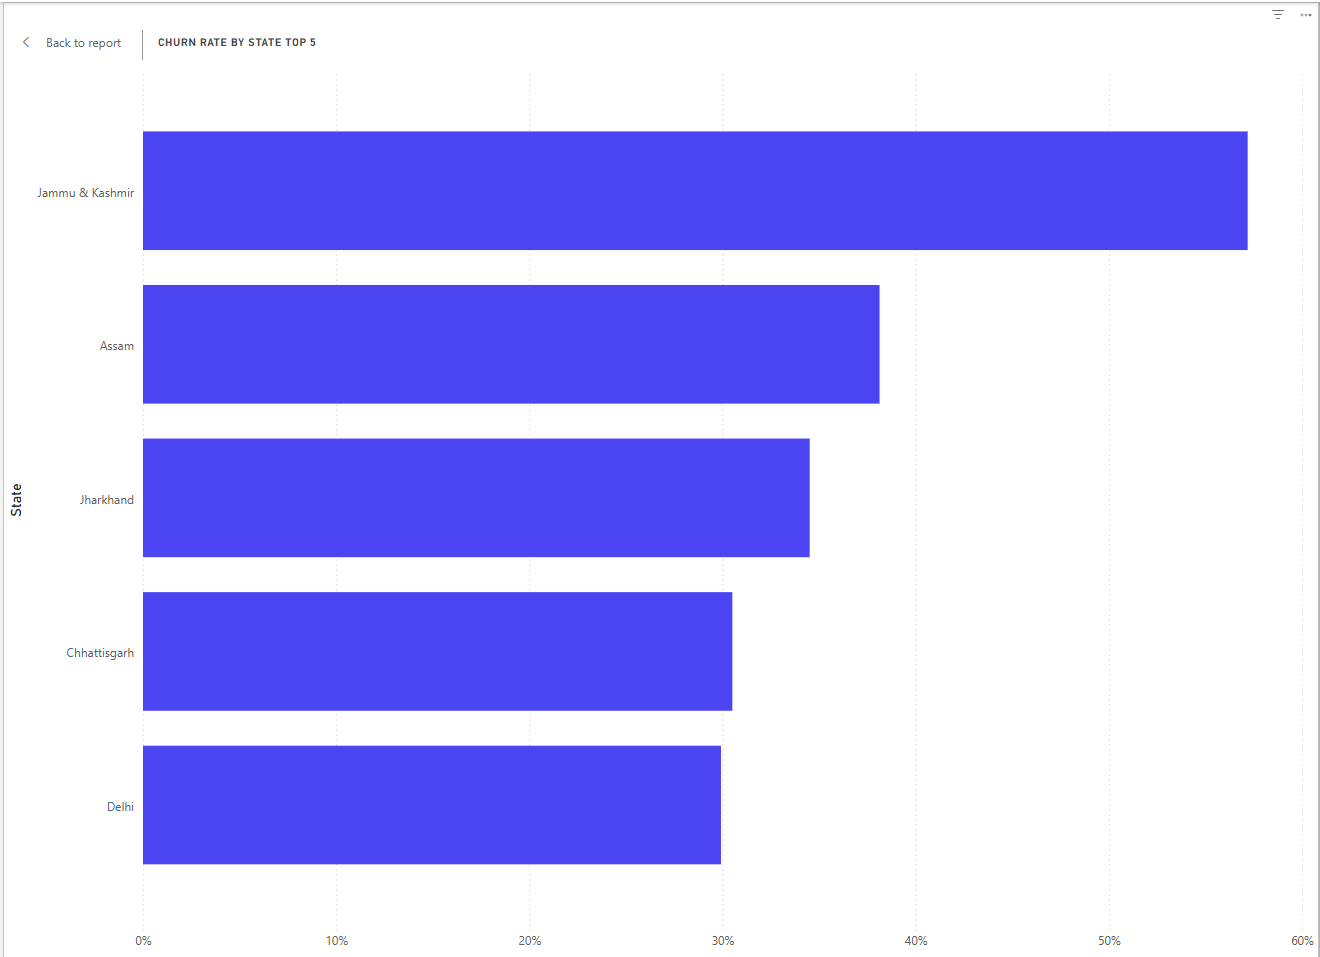 Back to report
CHURN RATE BY STATE TOP 5
State
Jammu & Kashmir
Assam
Jharkhand
Chhattisgarh
Delhi
0% 10% 20% 30% 40% 50% 60%